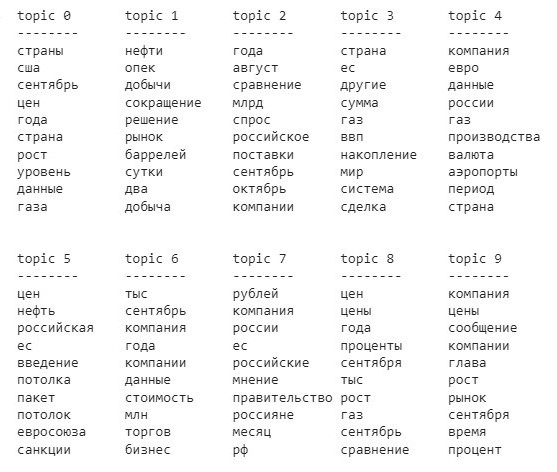 topic 0 topic 1 topic 2 topic 3 topic 4
-------- -------- -------- -------- --------
страны нефти года страна компания
сша опек август ес евро
сентябрь добычи сравнение другие данные
цен сокращение млрд сумма россии
года решение спрос газ газ
страна рынок российское ввп производства
рост баррелей поставки накопление валюта
уровень сутки сентябрь мир аэропорты
данные два октябрь система период
газа добыча компании сделка страна
topic 5 topic 6 topic 7 topic 8 topic 9
-------- -------- -------- -------- --------
цен тыс рублей цен компания
нефть сентябрь компания цены цены
российская компания россии года сообщение
ес года ес проценты компании
введение компании российские сентября глава
потолка данные мнение тыс рост
пакет стоимость правительство рост рынок
потолок млн россияне газ сентября
евросоюза торгов месяц сентябрь время
санкции бизнес рф сравнение процент